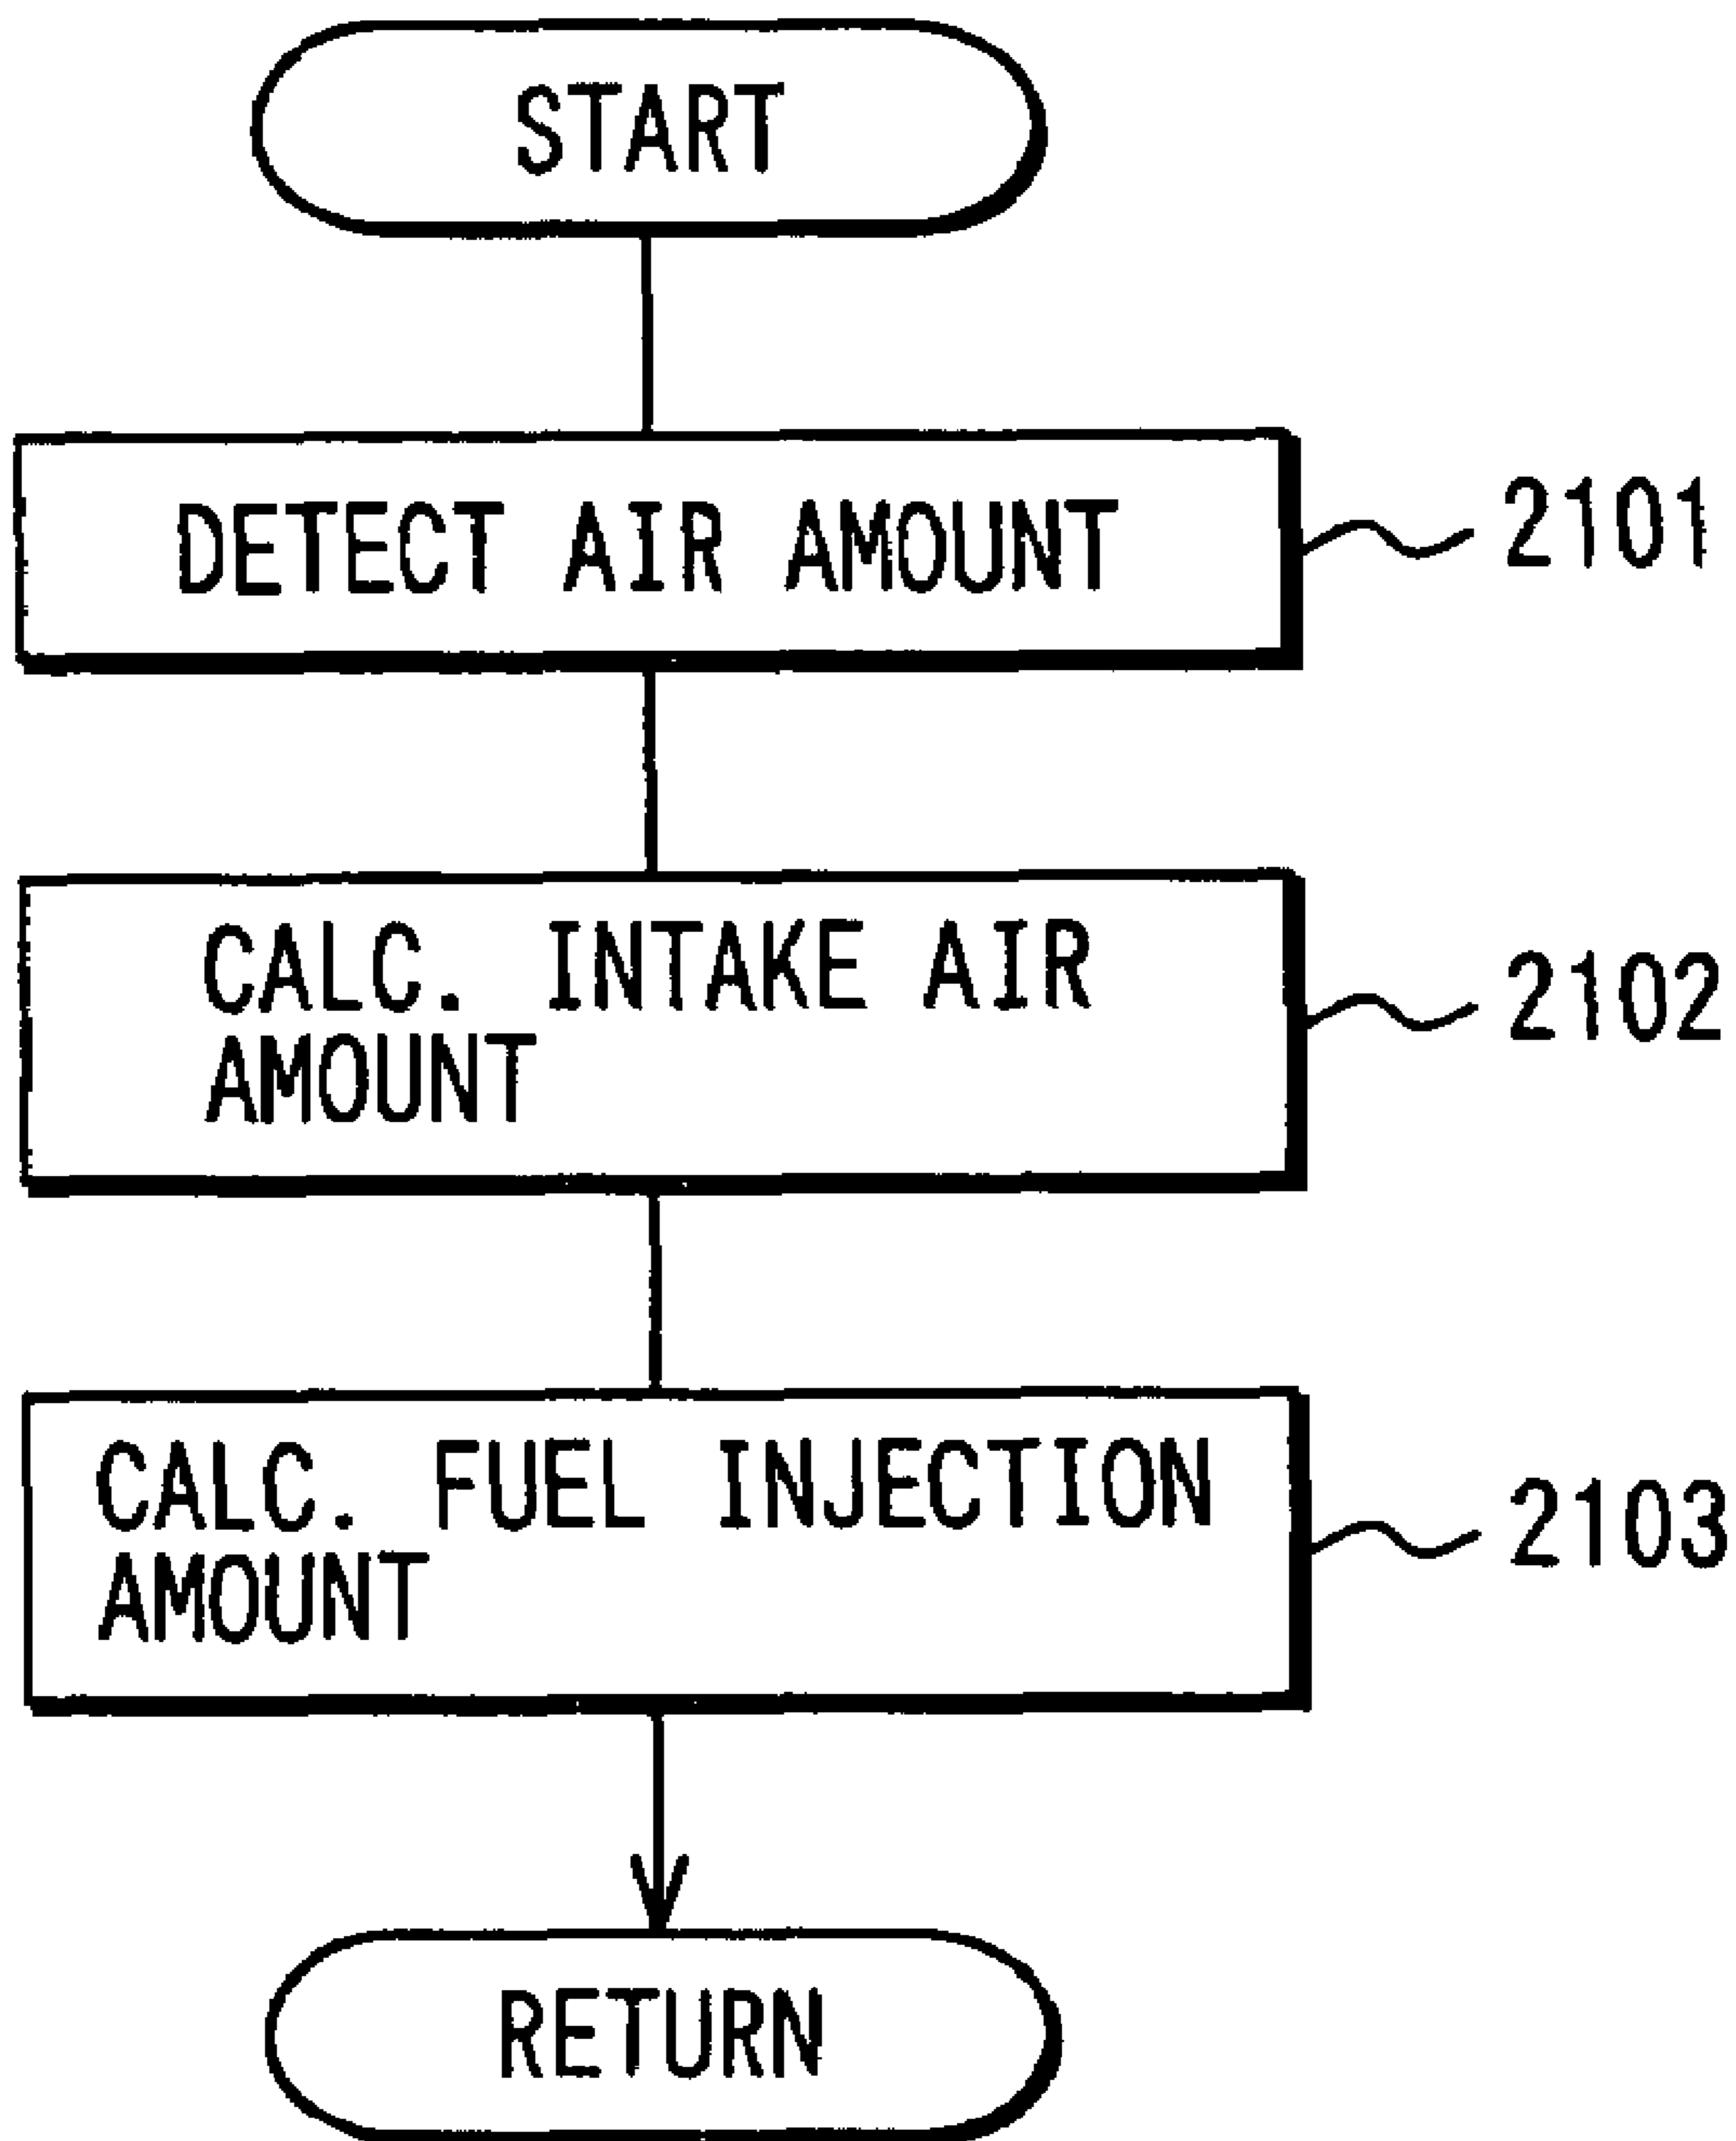 START
DETECT AIR AMOUNT
2101
CALC. INTAKE AIR
AMOUNT
2102
CALC. FUEL INJECTION
AMOUNT
2103
RETURN